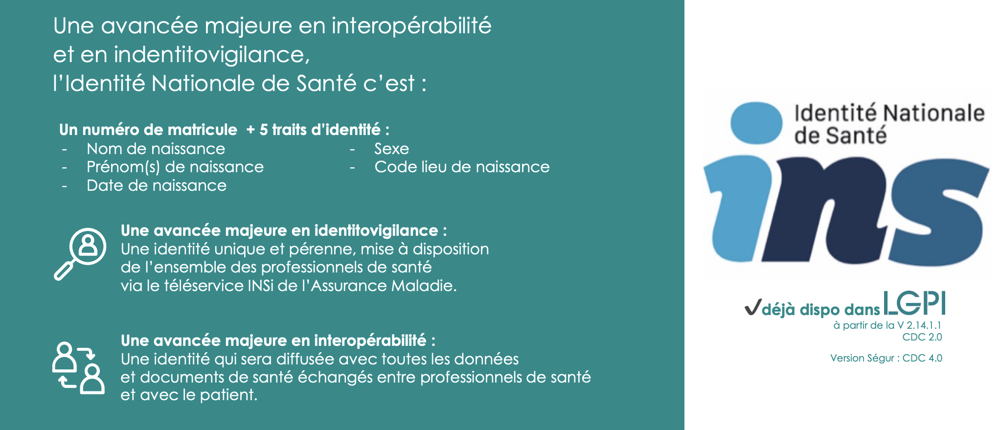 Une avancée majeure en interopérabilité
et en indentitovigilance,
l’Identité Nationale de Santé c’est :
Un numéro de matricule + 5 traits d’identité :
- Nom de naissance
- Prénom(s) de naissance
- Date de naissance
- Sexe
- Code lieu de naissance
Une avancée majeure en identitovigilance :
Une identité unique et pérenne, mise à disposition
de l’ensemble des professionnels de santé
via le téléservice INSi de l’Assurance Maladie.
Une avancée majeure en interopérabilité :
Une identité qui sera diffusée avec toutes les données
et documents de santé échangés entre professionnels de santé
et avec le patient.
Identité Nationale
de Santé
ins
✓déjà dispo dans LGPI
à partir de la V 2.14.1.1
CDC 2.0
Version Ségur : CDC 4.0